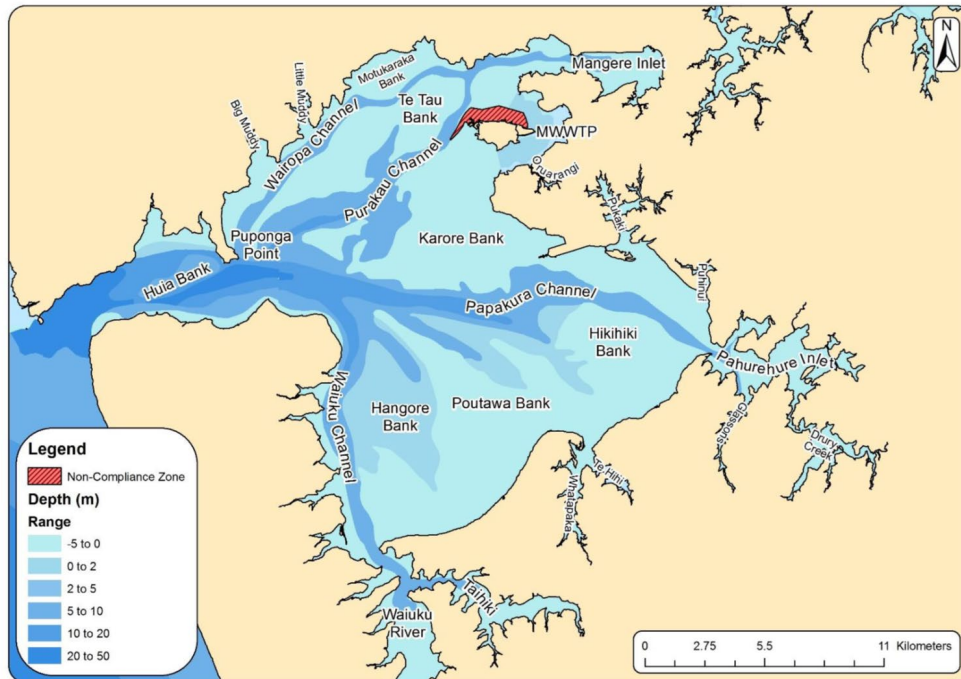 N
Motukaraka
Bank
Mangere Inlet
Little Muddy
Big Muddy
Te Tau
Bank
Wairopa Channel
MWWTP
Purakau Channel
Oruarangi
Pukaki
Puponga
Point
Karore Bank
Huia Bank
Puhinui
Papakura Channel
Hikihiki
Bank
Pahurehure Inlet
Waiuku Channel
Hangore
Bank
Poutawa Bank
Glassons
Drury
Creek
Te Hihi
Whatapaka
Taihiki
Waiuku
River
Legend
Non-Compliance Zone
Depth (m)
Range
-5 to 0
0 to 2
2 to 5
5 to 10
10 to 20
20 to 50
0 2.75 5.5 11 Kilometers